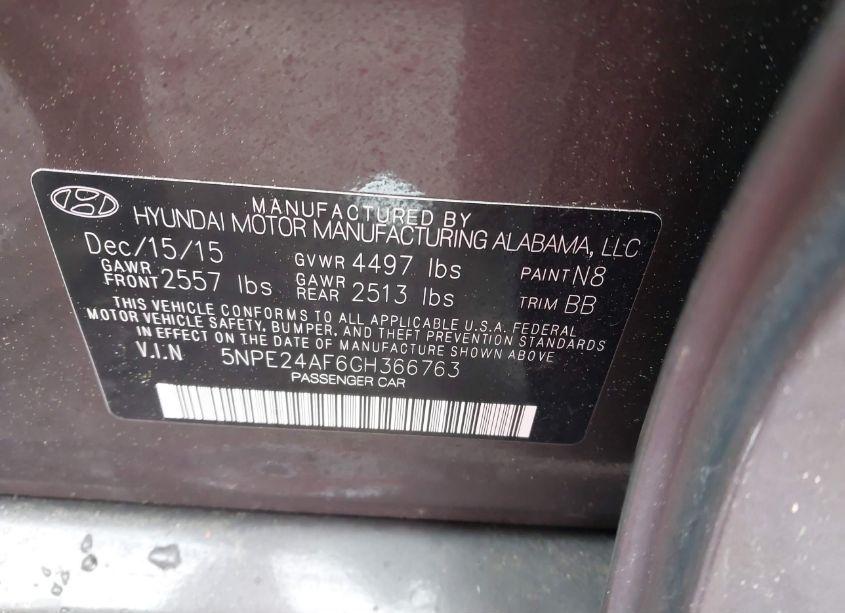 MANUFACTURED BY
HYUNDAI MOTOR MANUFACTURING ALABAMA, LLC
Dec/15/15 GVWR 4497 lbs PAINT N8
GAWR FRONT 2557 lbs GAWR REAR 2513 lbs TRIM BB
THIS VEHICLE CONFORMS TO ALL APPLICABLE U.S.A. FEDERAL
MOTOR VEHICLE SAFETY, BUMPER, AND THEFT PREVENTION STANDARDS
IN EFFECT ON THE DATE OF MANUFACTURE SHOWN ABOVE.
V.I.N 5NPE24AF6GH366763
PASSENGER CAR